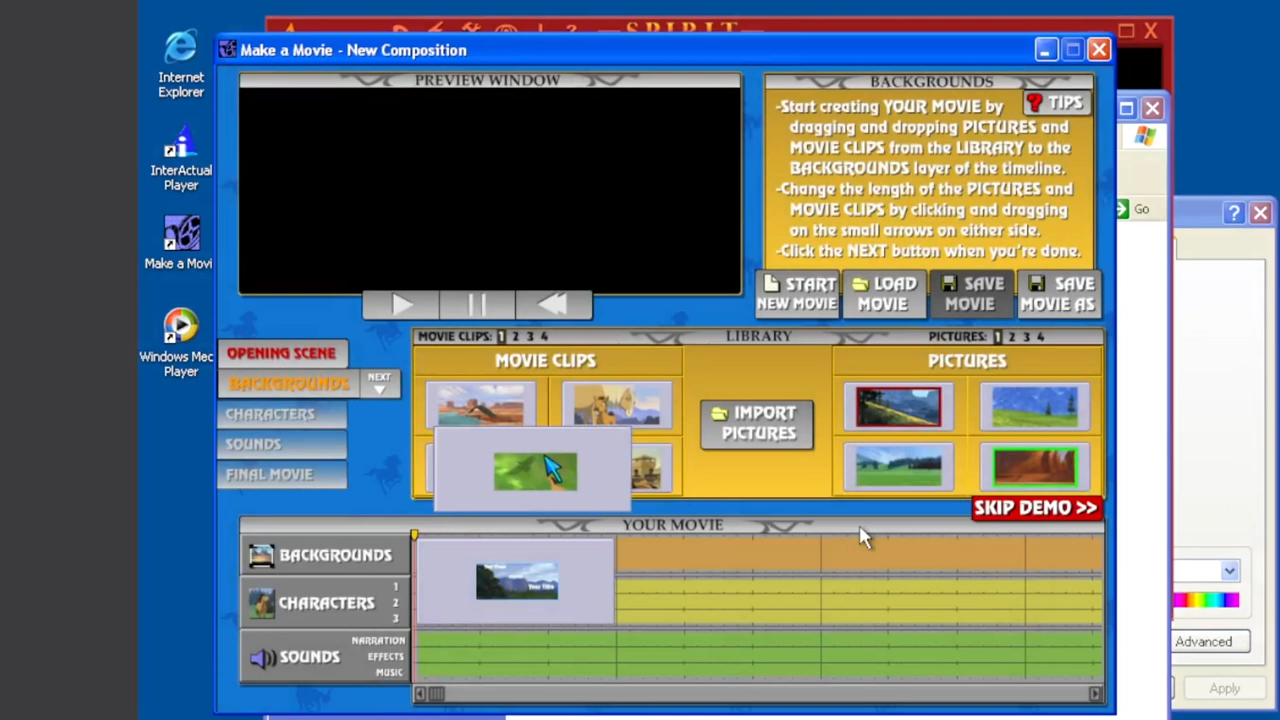 SPIRIT
Make a Movie - New Composition
Internet
Explorer
InterActual
Player
Make a Movi
Windows Mec
Player
PREVIEW WINDOW
BACKGROUNDS
TIPS
-Start creating YOUR MOVIE by
dragging and dropping PICTURES and
MOVIE CLIPS from the LIBRARY to the
BACKGROUNDS layer of the timeline.
-Change the length of the PICTURES and
MOVIE CLIPS by clicking and dragging
on the small arrows on either side.
-Click the NEXT button when you're done.
START
NEW MOVIE
LOAD
MOVIE
SAVE
MOVIE
SAVE
MOVIE AS
Go
OPENING SCENE
BACKGROUNDS
NEXT
CHARACTERS
SOUNDS
FINAL MOVIE
MOVIE CLIPS: 1 2 3 4
LIBRARY
PICTURES: 1 2 3 4
MOVIE CLIPS
PICTURES
IMPORT
PICTURES
SKIP DEMO >>
YOUR MOVIE
BACKGROUNDS
CHARACTERS
1
2
3
SOUNDS
NARRATION
EFFECTS
MUSIC
Your Title
Advanced
Apply